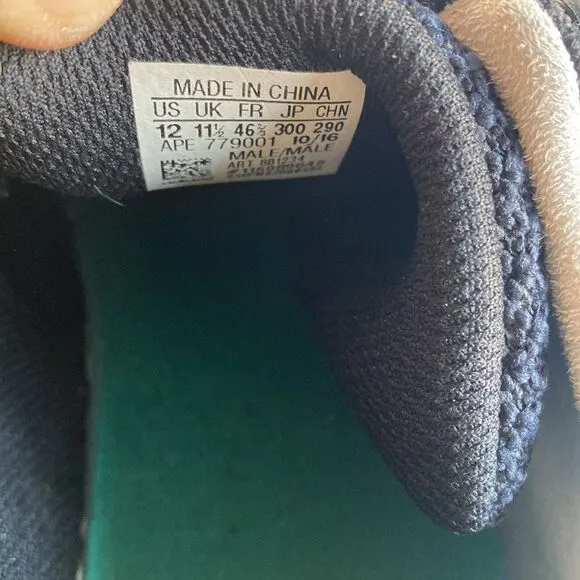 MADE IN CHINA
US UK FR JP CHN
12 11½ 46⅔ 300 290
APE 779001 10/16
MALE/MALE
ART BB1234